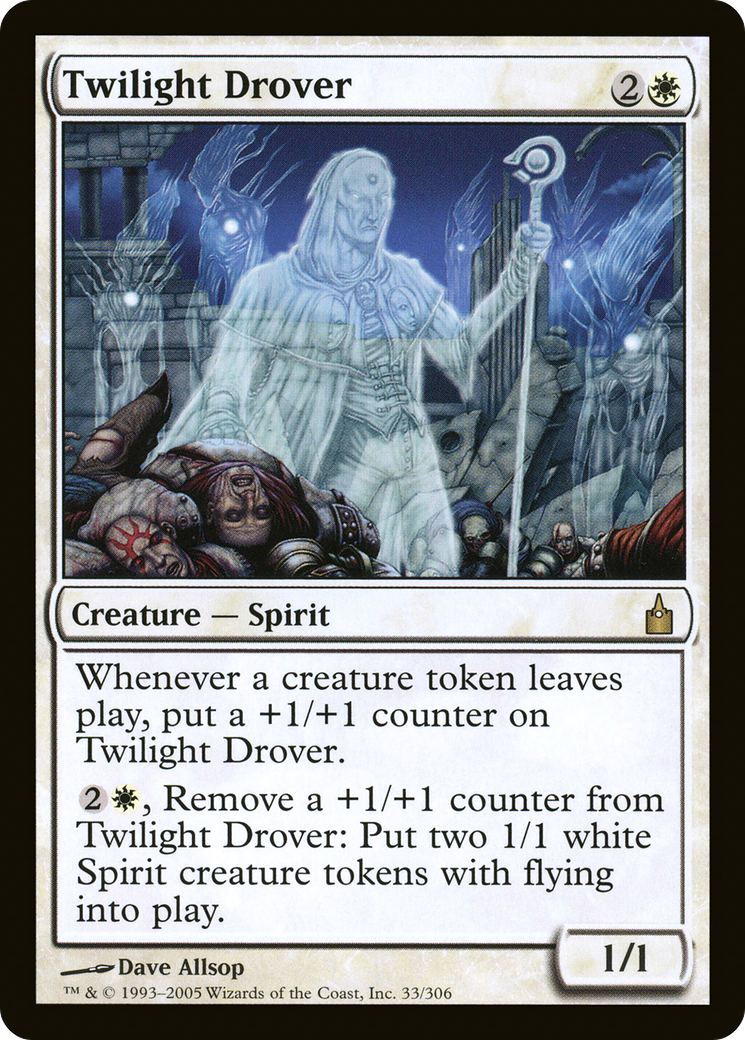 Twilight Drover 2
Creature — Spirit
Whenever a creature token leaves
play, put a +1/+1 counter on
Twilight Drover.
2, Remove a +1/+1 counter from
Twilight Drover: Put two 1/1 white
Spirit creature tokens with flying
into play.
1/1
Dave Allsop
™ & © 1993–2005 Wizards of the Coast, Inc. 33/306